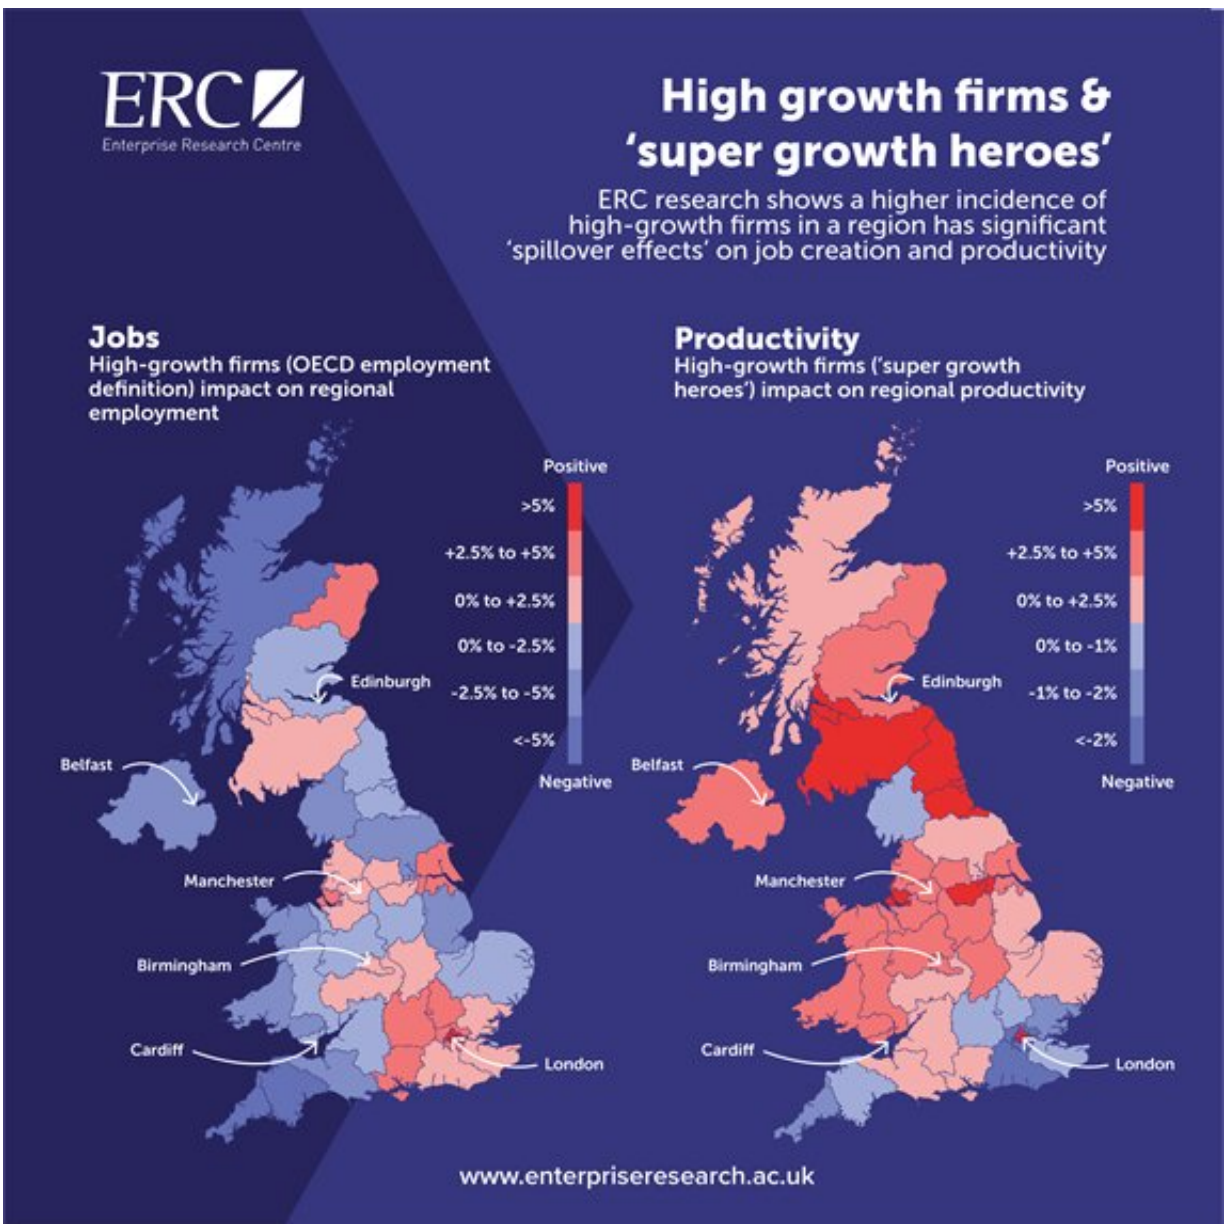 ERC
Enterprise Research Centre
High growth firms &
‘super growth heroes’
ERC research shows a higher incidence of
high-growth firms in a region has significant
‘spillover effects’ on job creation and productivity
Jobs
High-growth firms (OECD employment
definition) impact on regional
employment
Positive
>5%
+2.5% to +5%
0% to +2.5%
0% to -2.5%
-2.5% to -5%
<-5%
Negative
Edinburgh
Belfast
Manchester
Birmingham
Cardiff
London
Productivity
High-growth firms (‘super growth
heroes’) impact on regional productivity
Positive
>5%
+2.5% to +5%
0% to +2.5%
0% to -1%
-1% to -2%
<-2%
Negative
Edinburgh
Belfast
Manchester
Birmingham
Cardiff
London
www.enterpriseresearch.ac.uk